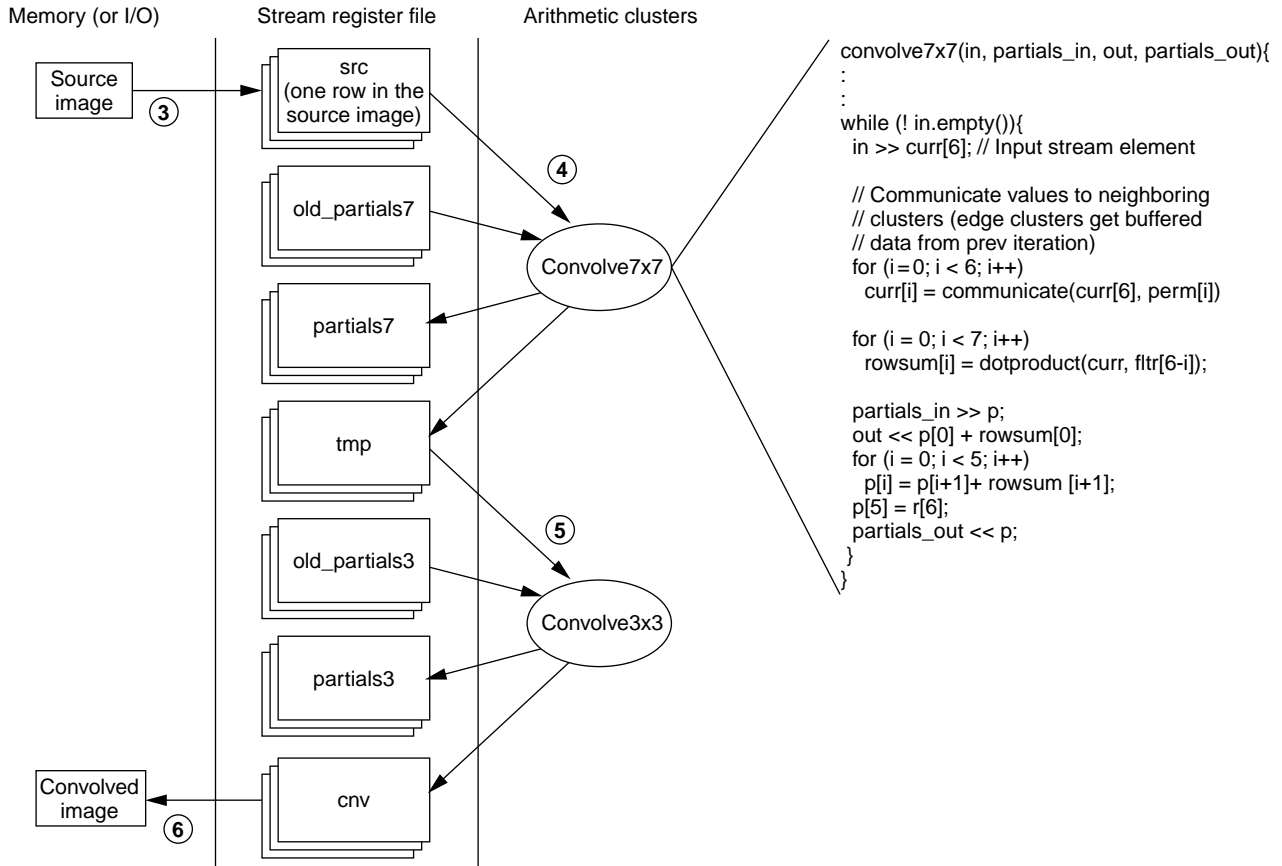 Memory (or I/O)
Stream register file
Arithmetic clusters
Source
image
3
src
(one row in the
source image)
4
old_partials7
Convolve7x7
partials7
tmp
5
old_partials3
Convolve3x3
partials3
cnv
Convolved
image
6
convolve7x7(in, partials_in, out, partials_out){
:
:
while (! in.empty()){
in >> curr[6]; // Input stream element
// Communicate values to neighboring
// clusters (edge clusters get buffered
// data from prev iteration)
for (i=0; i < 6; i++)
curr[i] = communicate(curr[6], perm[i])
for (i = 0; i < 7; i++)
rowsum[i] = dotproduct(curr, fltr[6-i]);
partials_in >> p;
out << p[0] + rowsum[0];
for (i = 0; i < 5; i++)
p[i] = p[i+1]+ rowsum [i+1];
p[5] = r[6];
partials_out << p;
}
}